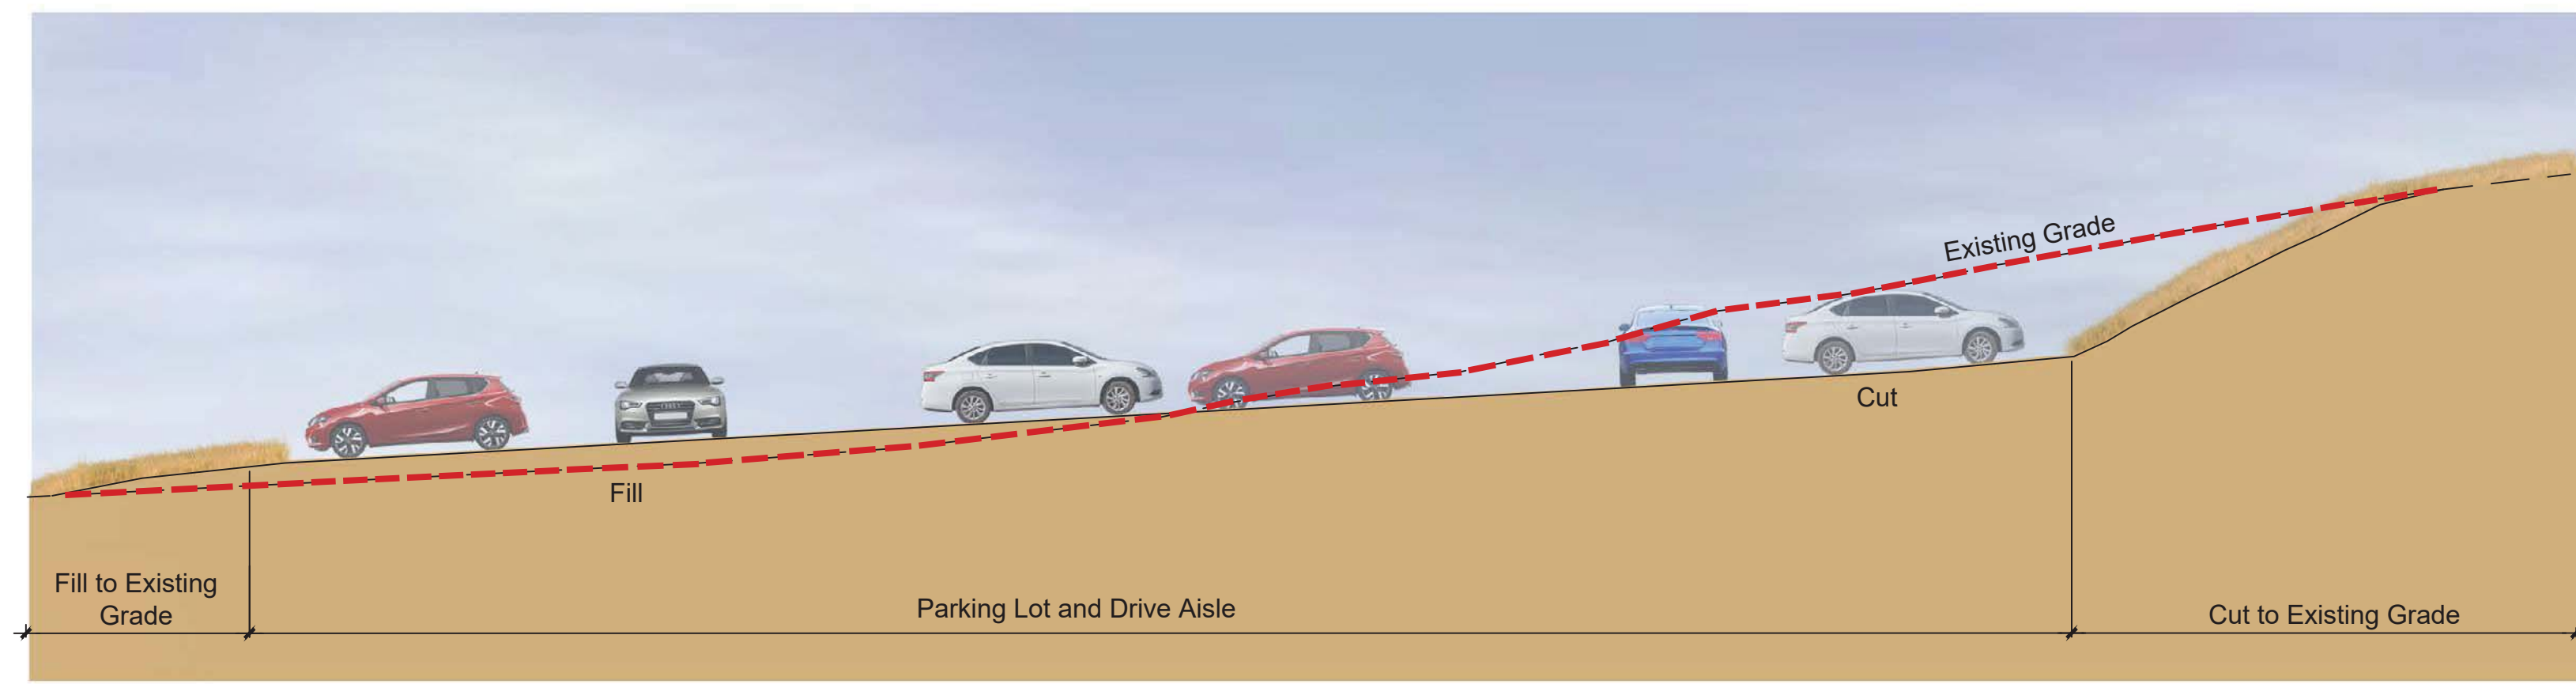 Existing Grade
Cut
Fill
Fill to Existing
Grade
Parking Lot and Drive Aisle
Cut to Existing Grade